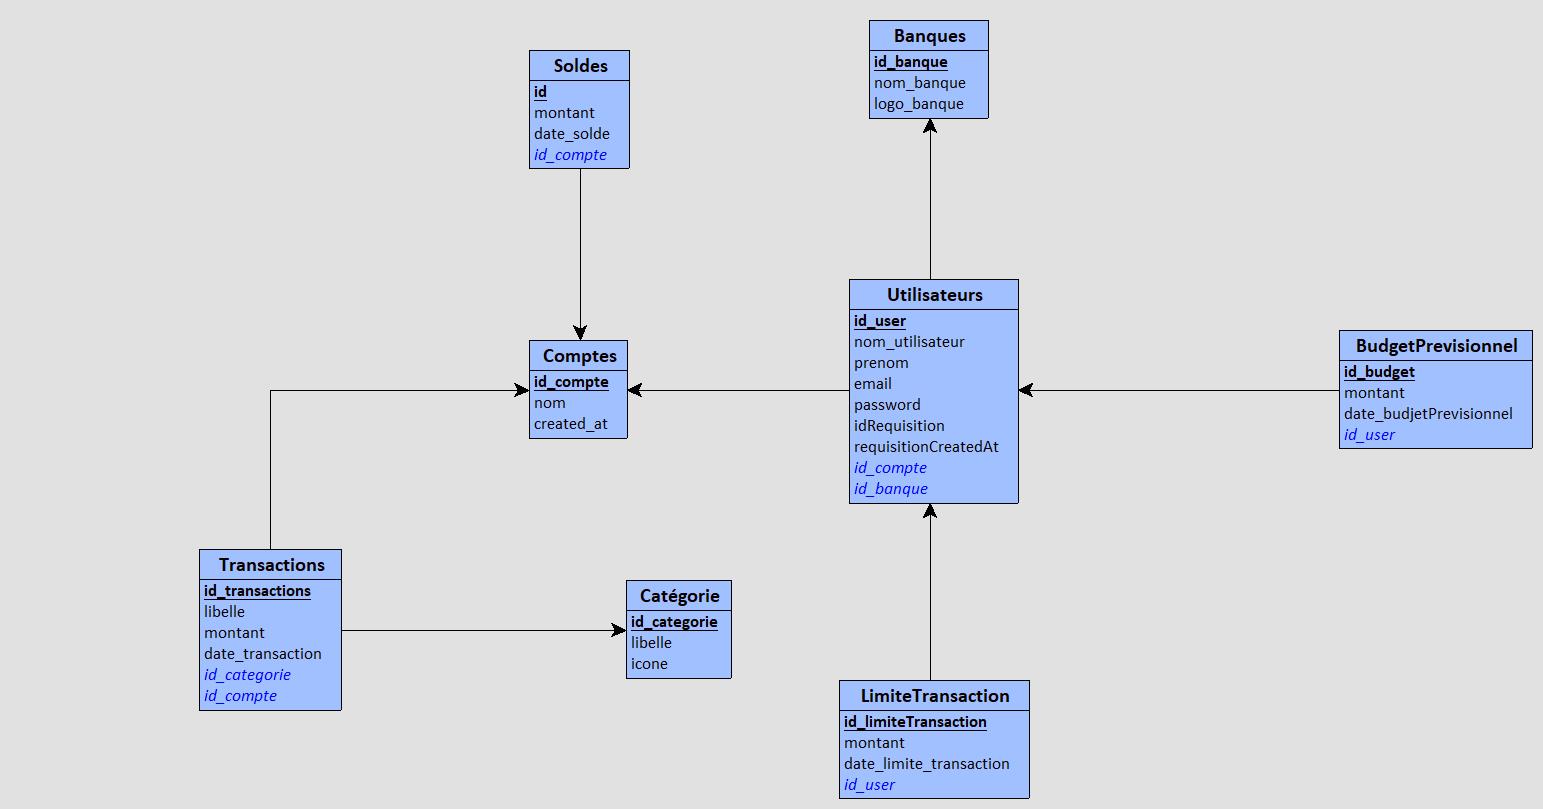 Banques
id_banque
nom_banque
logo_banque
Soldes
id
montant
date_solde
id_compte
Utilisateurs
id_user
nom_utilisateur
prenom
email
password
idRequisition
requisitionCreatedAt
id_compte
id_banque
BudgetPrevisionnel
id_budget
montant
date_budjetPrevisionnel
id_user
Comptes
id_compte
nom
created_at
Transactions
id_transactions
libelle
montant
date_transaction
id_categorie
id_compte
Catégorie
id_categorie
libelle
icone
LimiteTransaction
id_limiteTransaction
montant
date_limite_transaction
id_user